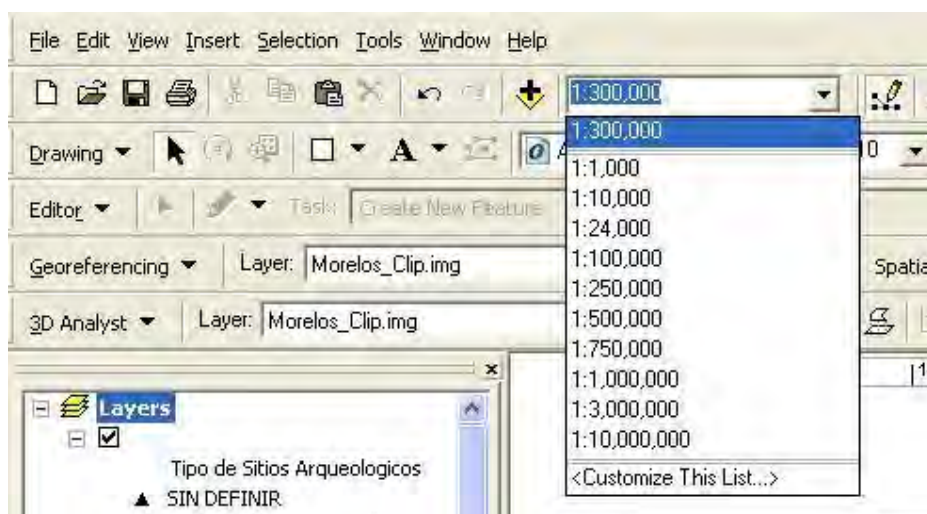 File Edit View Insert Selection Tools Window Help
1:300,000
Drawing A 10
1:300,000
1:1,000
1:10,000
1:24,000
1:100,000
1:250,000
1:500,000
1:750,000
1:1,000,000
1:3,000,000
1:10,000,000
<Customize This List...>
Editor Task: Create New Feature
Georeferencing Layer: Morelos_Clip.img
3D Analyst Layer: Morelos_Clip.img
Layers
Tipo de Sitios Arqueologicos
SIN DEFINIR